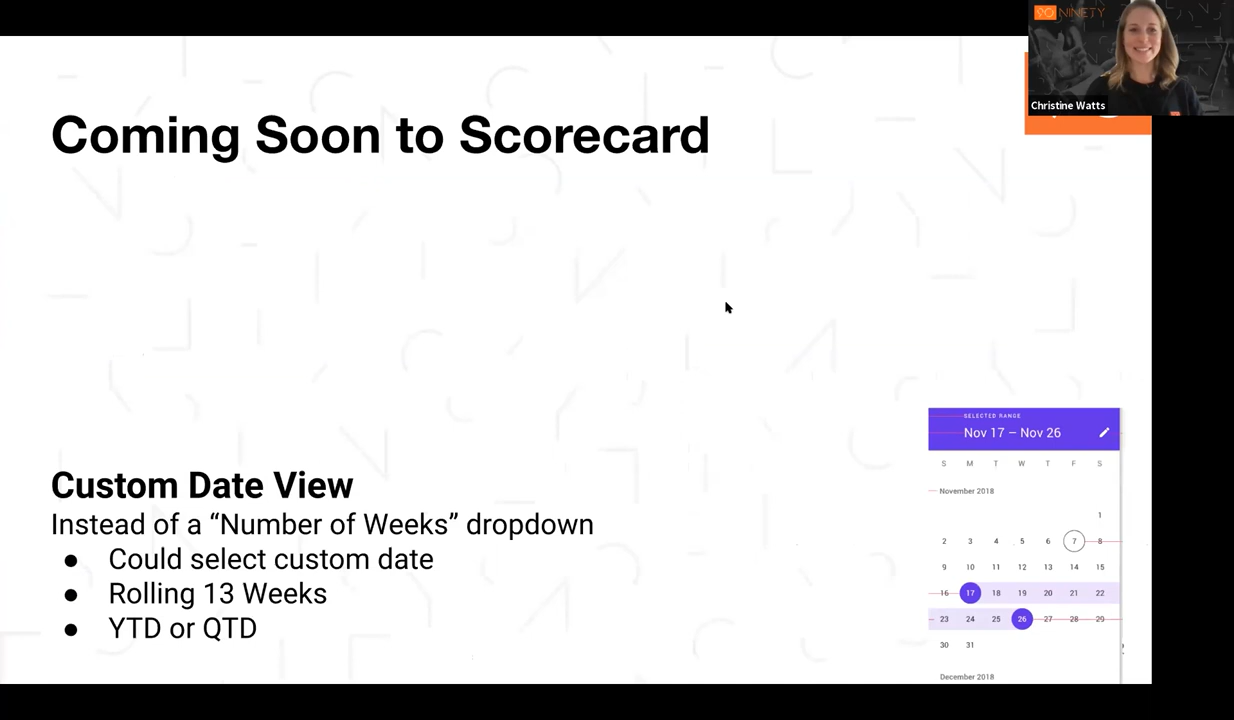 90 NINETY
Christine Watts
Coming Soon to Scorecard
Custom Date View
Instead of a “Number of Weeks” dropdown
● Could select custom date
● Rolling 13 Weeks
● YTD or QTD
SELECTED RANGE
Nov 17 – Nov 26
S M T W T F S
November 2018
1
2 3 4 5 6 7 8
9 10 11 12 13 14 15
16 17 18 19 20 21 22
23 24 25 26 27 28 29
30 31
December 2018